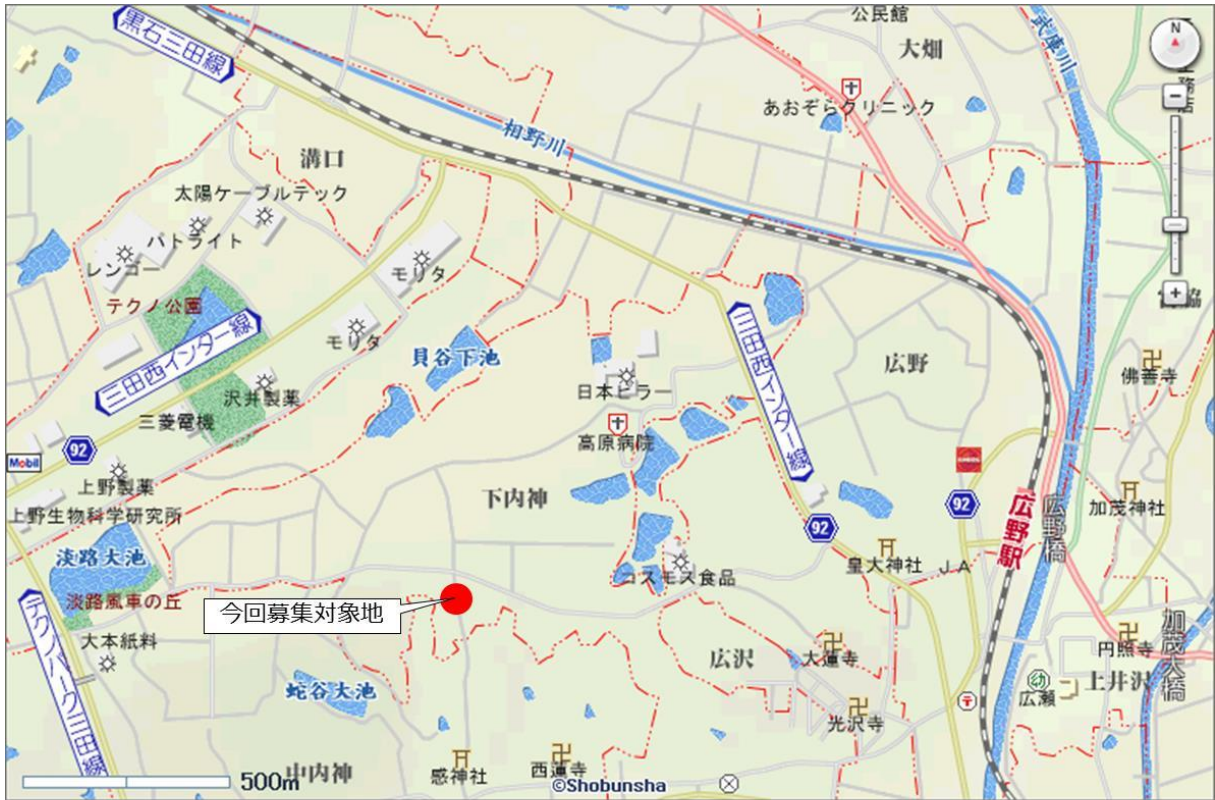 公民館
大畑
武庫川
N
務
店
黒石三田線
あおぞらクリニック
相野川
溝口
太陽ケーブルテック
パトライト
レンゴー
モリタ
テクノ公園
三田西インター線
モリタ
貝谷下池
三田西インター線
広野
協
佛善寺
日本ピラー
沢井製薬
三菱電機
高原病院
92
Mobil
上野製薬
上野生物科学研究所
下内神
92
92
広野駅
広野橋
加茂神社
淡路大池
コスモス食品
皇大神社
JA
淡路風車の丘
今回募集対象地
大本紙料
テクノパーク三田線
蛇谷大池
広沢
大蓮寺
円照寺
加茂大橋
上井沢
幼
広瀬
〒
光沢寺
中内神
感神社
西蓮寺
500m
©Shobunsha